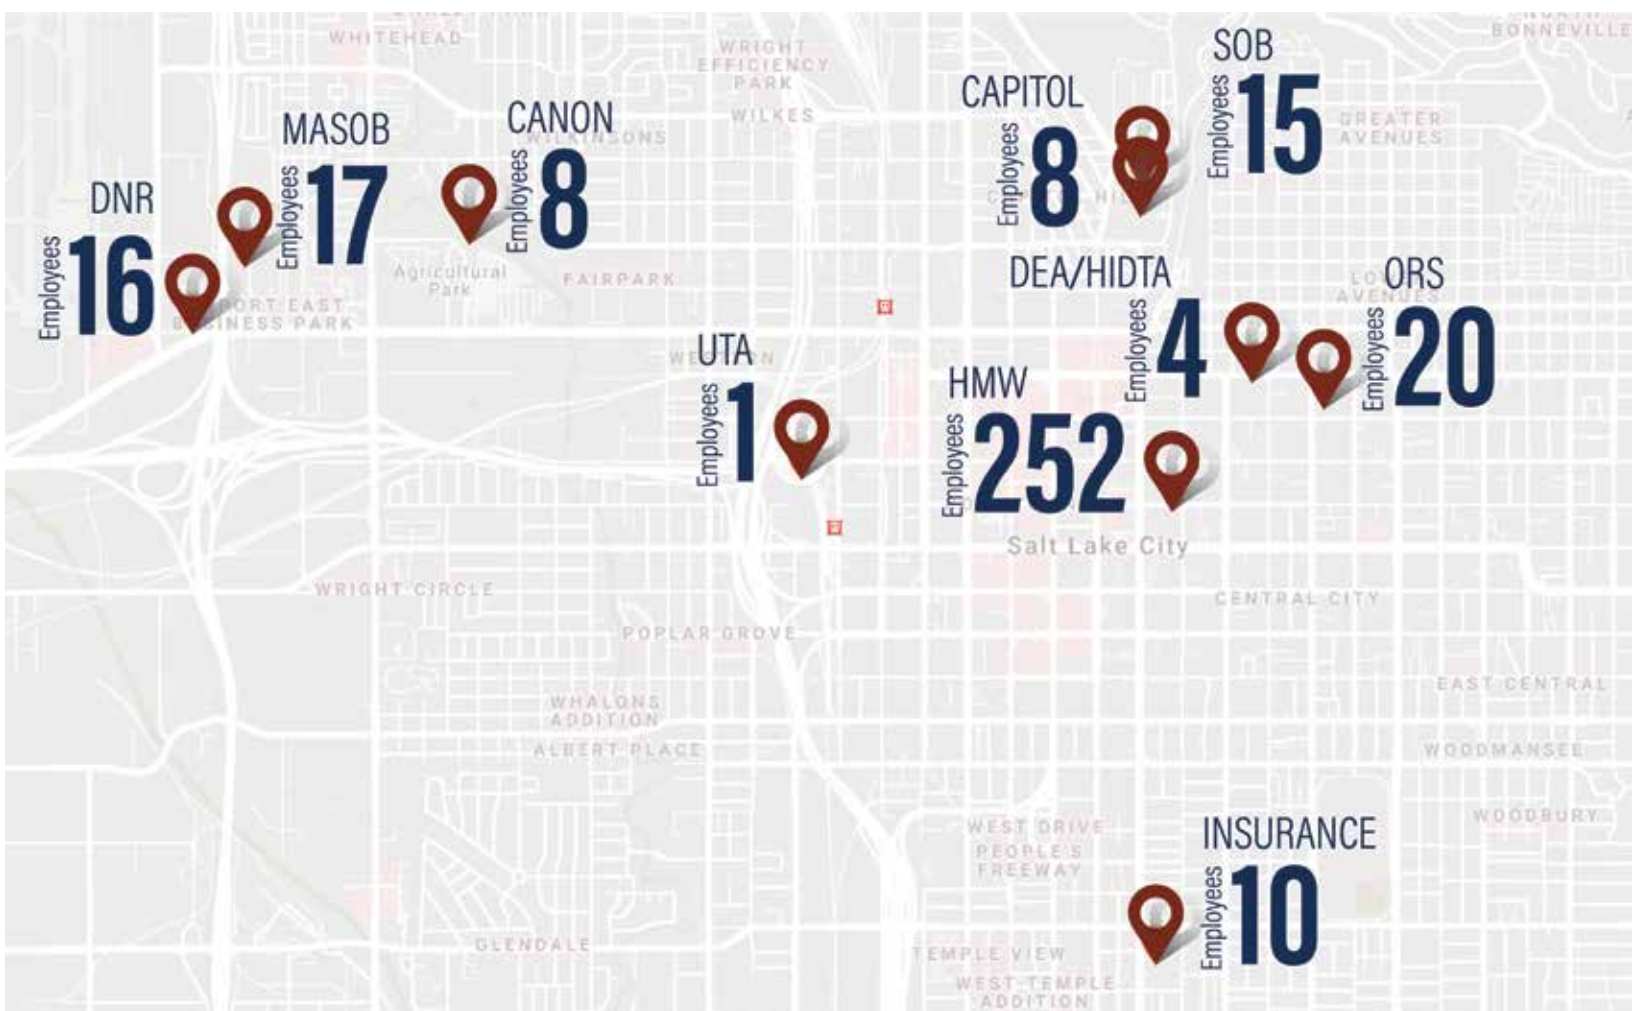 WHITEHEAD
WRIGHT
EFFICIENCY
PARK
WILKES
BONNEVILLE
SOB
Employees
15
CAPITOL
Employees
8
GREATER
AVENUES
MASOB
Employees
17
CANON
WILKINSONS
Employees
8
DNR
Employees
16
Agricultural
Park
FAIRPARK
DEA/HIDTA
Employees
4
ORS
AVENUES
Employees
20
UTA
Employees
1
HMW
Employees
252
Salt Lake City
WRIGHT CIRCLE
CENTRAL CITY
POPLAR GROVE
EAST CENTRAL
WHALONS
ADDITION
ALBERT PLACE
WOODMANSEE
WOODBURY
WEST DRIVE
PEOPLE'S
FREEWAY
INSURANCE
Employees
10
GLENDALE
TEMPLE VIEW
WEST TEMPLE
ADDITION